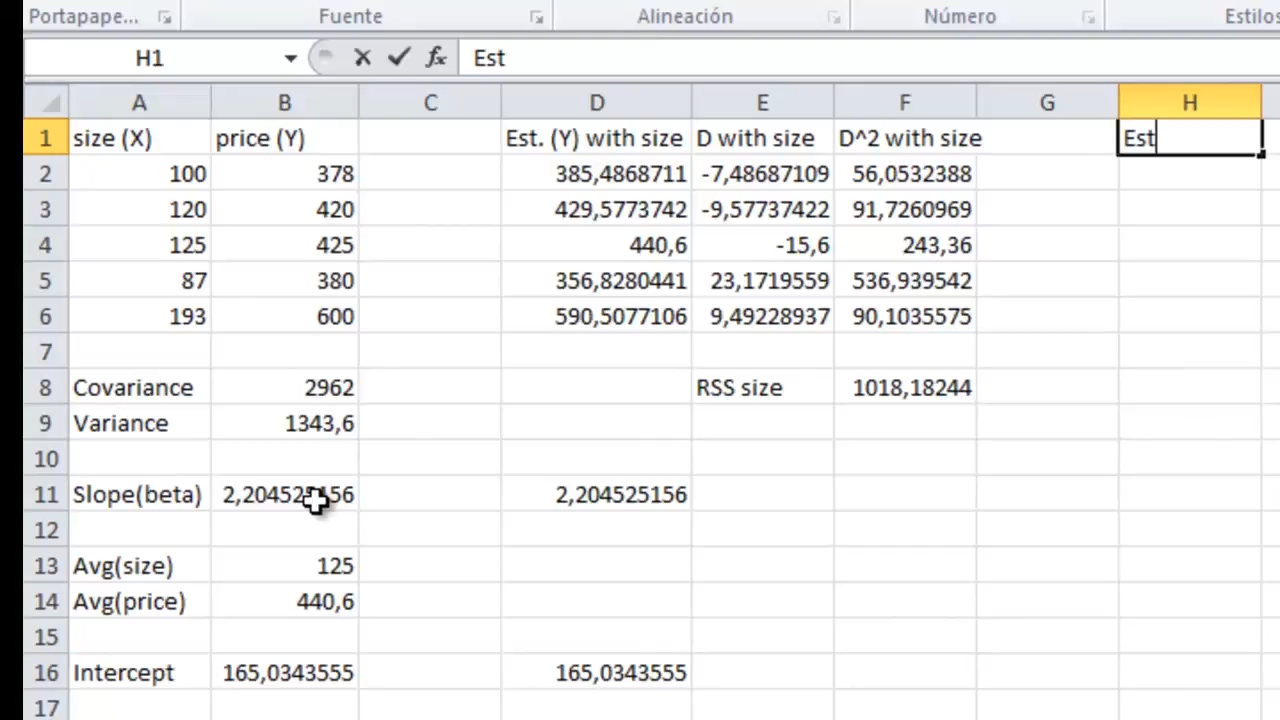 Portapape... Fuente Alineación Número Estilos
H1 fx Est
A B C D E F G H
1 size (X) price (Y) Est. (Y) with size D with size D^2 with size Est
2 100 378 385,4868711 -7,48687109 56,0532388
3 120 420 429,5773742 -9,57737422 91,7260969
4 125 425 440,6 -15,6 243,36
5 87 380 356,8280441 23,1719559 536,939542
6 193 600 590,5077106 9,49228937 90,1035575
7
8 Covariance 2962 RSS size 1018,18244
9 Variance 1343,6
10
11 Slope(beta) 2,204525156 2,204525156
12
13 Avg(size) 125
14 Avg(price) 440,6
15
16 Intercept 165,0343555 165,0343555
17